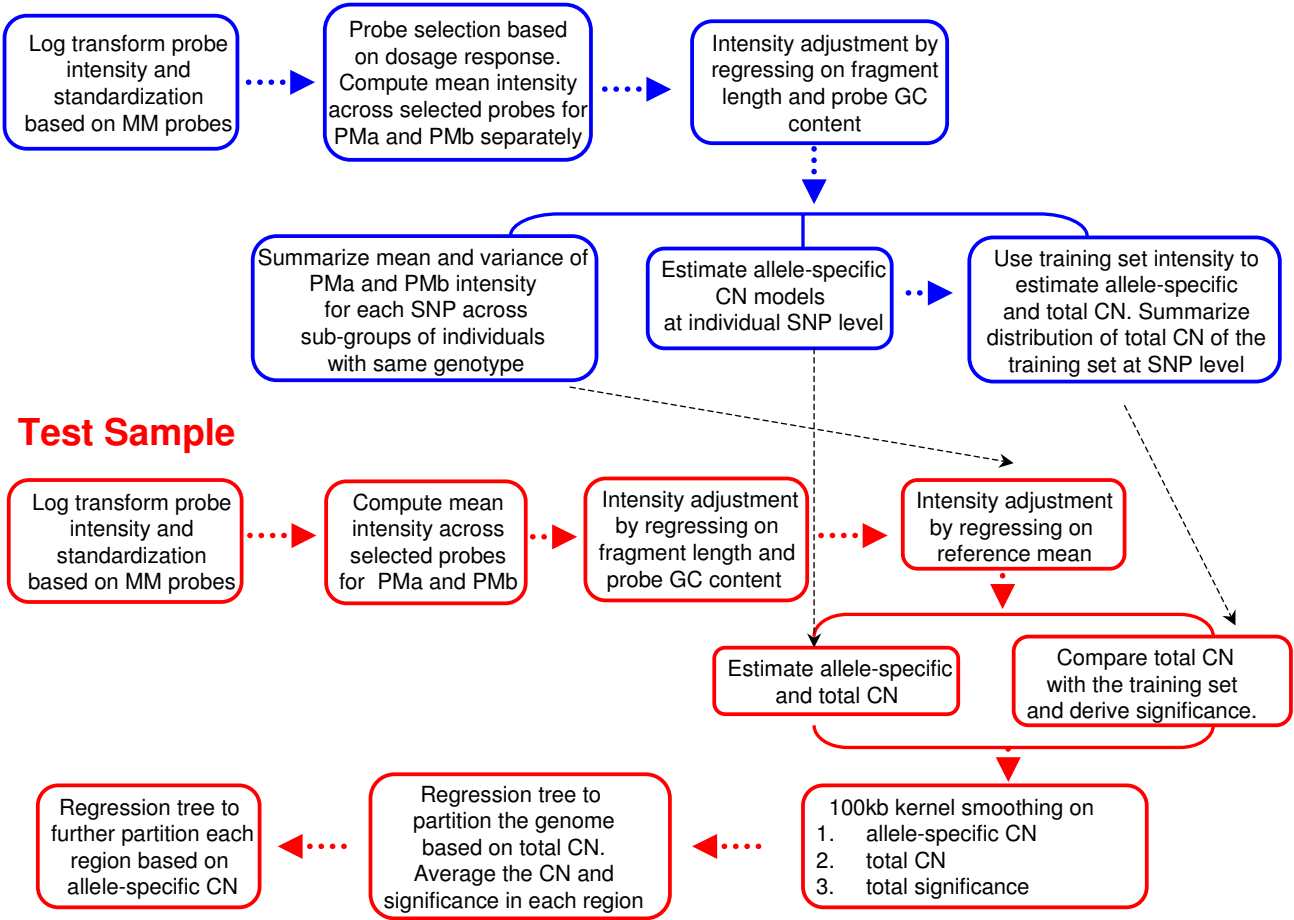 Log transform probe
intensity and
standardization
based on MM probes
Probe selection based
on dosage response.
Compute mean intensity
across selected probes for
PMa and PMb separately
Intensity adjustment by
regressing on fragment
length and probe GC
content
Summarize mean and variance of
PMa and PMb intensity
for each SNP across
sub-groups of individuals
with same genotype
Estimate allele-specific
CN models
at individual SNP level
Use training set intensity to
estimate allele-specific
and total CN. Summarize
distribution of total CN of the
training set at SNP level
Test Sample
Log transform probe
intensity and
standardization
based on MM probes
Compute mean
intensity across
selected probes
for PMa and PMb
Intensity adjustment
by regressing on
fragment length and
probe GC content
Intensity adjustment
by regressing on
reference mean
Estimate allele-specific
and total CN
Compare total CN
with the training set
and derive significance.
100kb kernel smoothing on
1. allele-specific CN
2. total CN
3. total significance
Regression tree to
partition the genome
based on total CN.
Average the CN and
significance in each region
Regression tree to
further partition each
region based on
allele-specific CN